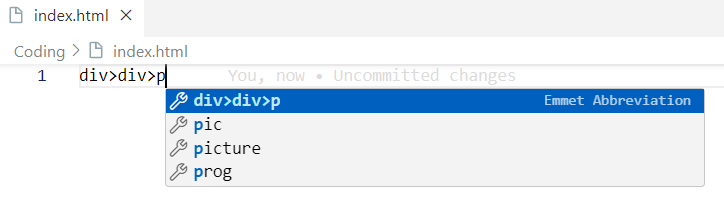 index.html
Coding > index.html
1 div>div>p You, now • Uncommitted changes
div>div>p Emmet Abbreviation
pic
picture
prog